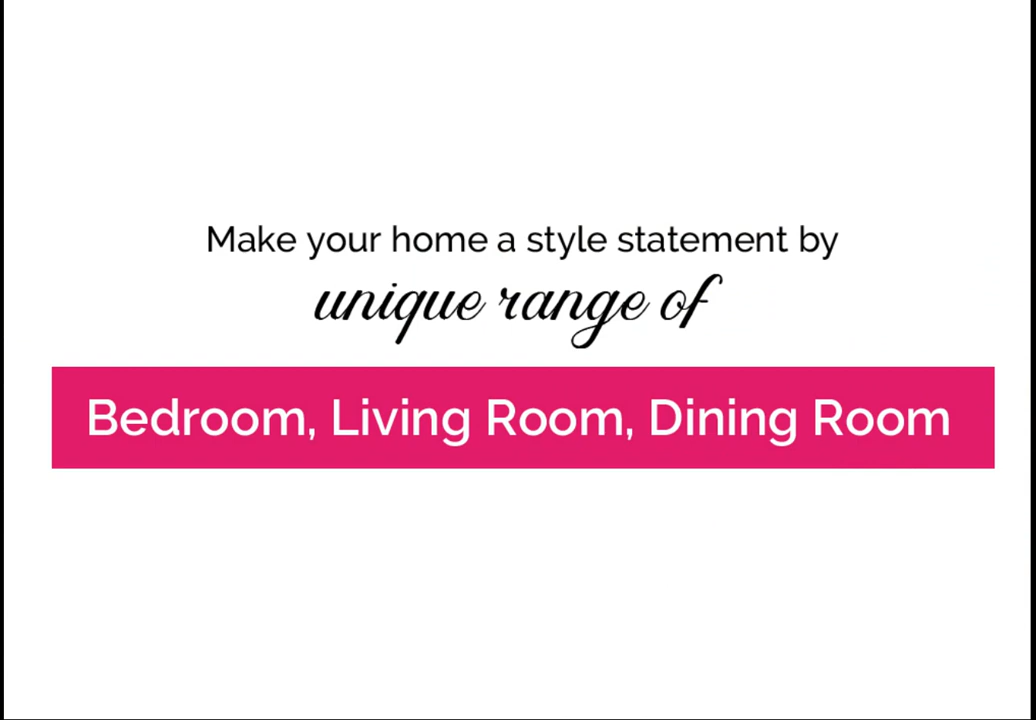 Make your home a style statement by
unique range of
Bedroom, Living Room, Dining Room